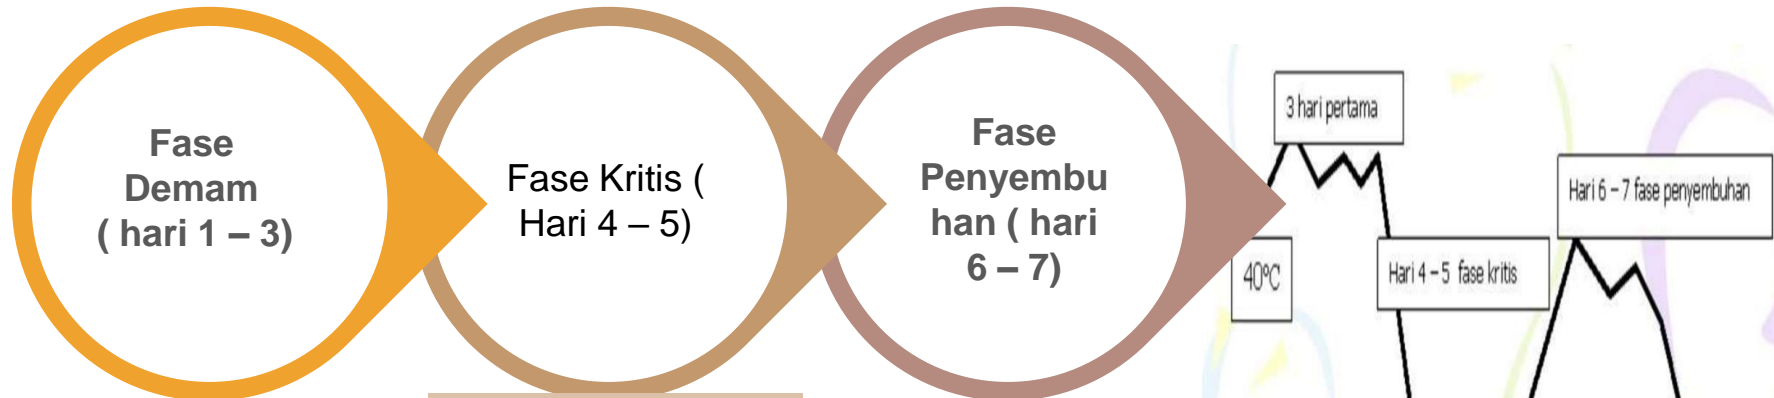 Fase
Demam
( hari 1 – 3)
Fase Kritis (
Hari 4 – 5)
Fase
Penyembu
han ( hari
6 – 7)
3 hari pertama
40°C
Hari 4 – 5 fase kritis
Hari 6 – 7 fase penyembuhan